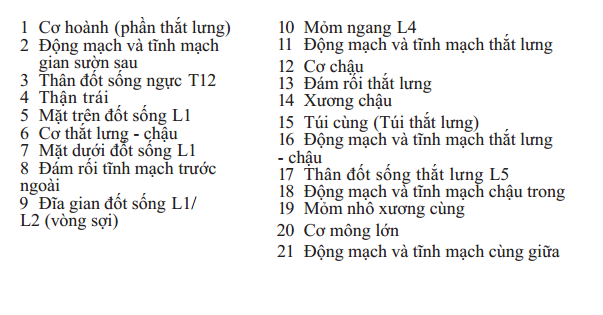 1 Cơ hoành (phần thắt lưng)
2 Động mạch và tĩnh mạch
gian sườn sau
3 Thân đốt sống ngực T12
4 Thận trái
5 Mặt trên đốt sống L1
6 Cơ thắt lưng - chậu
7 Mặt dưới đốt sống L1
8 Đám rối tĩnh mạch trước
ngoài
9 Đĩa gian đốt sống L1/
L2 (vòng sợi)
10 Mỏm ngang L4
11 Động mạch và tĩnh mạch thắt lưng
12 Cơ chậu
13 Đám rối thắt lưng
14 Xương chậu
15 Túi cùng (Túi thắt lưng)
16 Động mạch và tĩnh mạch thắt lưng
- chậu
17 Thân đốt sống thắt lưng L5
18 Động mạch và tĩnh mạch chậu trong
19 Mỏm nhô xương cùng
20 Cơ mông lớn
21 Động mạch và tĩnh mạch cùng giữa